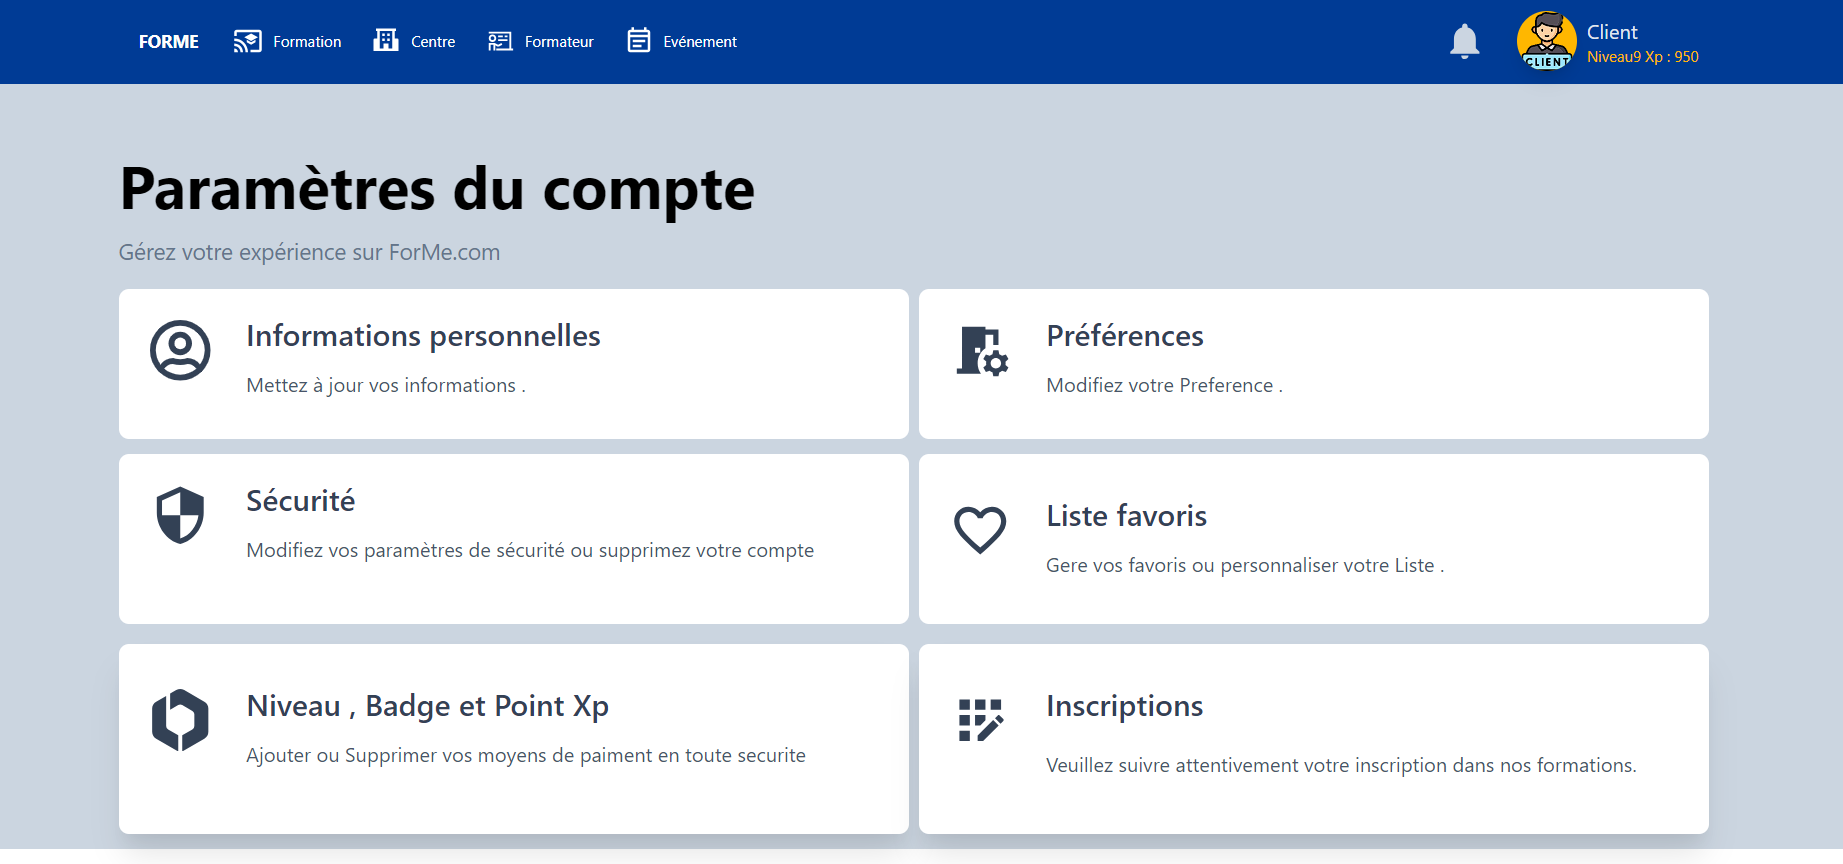 FORME
Formation
Centre
Formateur
Evénement
CLIENT
Client
Niveau9 Xp : 950
Paramètres du compte
Gérez votre expérience sur ForMe.com
Informations personnelles
Mettez à jour vos informations .
Préférences
Modifiez votre Preference .
Sécurité
Modifiez vos paramètres de sécurité ou supprimez votre compte
Liste favoris
Gere vos favoris ou personnaliser votre Liste .
Niveau , Badge et Point Xp
Ajouter ou Supprimer vos moyens de paiment en toute securite
Inscriptions
Veuillez suivre attentivement votre inscription dans nos formations.